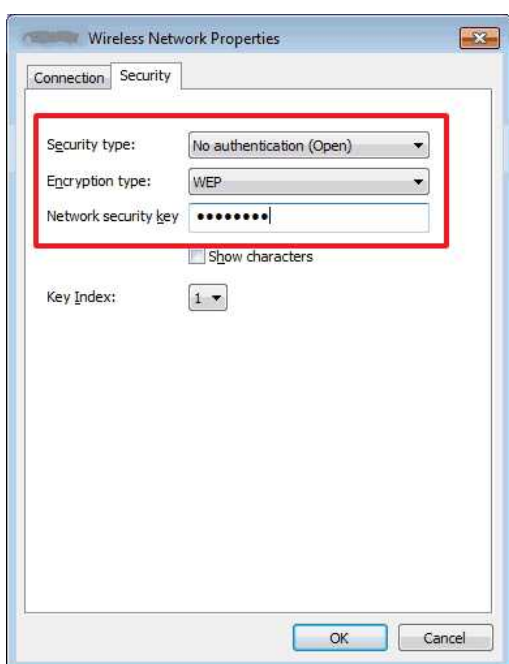 Wireless Network Properties
Connection Security
Security type: No authentication (Open)
Encryption type: WEP
Network security key ●●●●●●●●
Show characters
Key Index: 1
OK Cancel